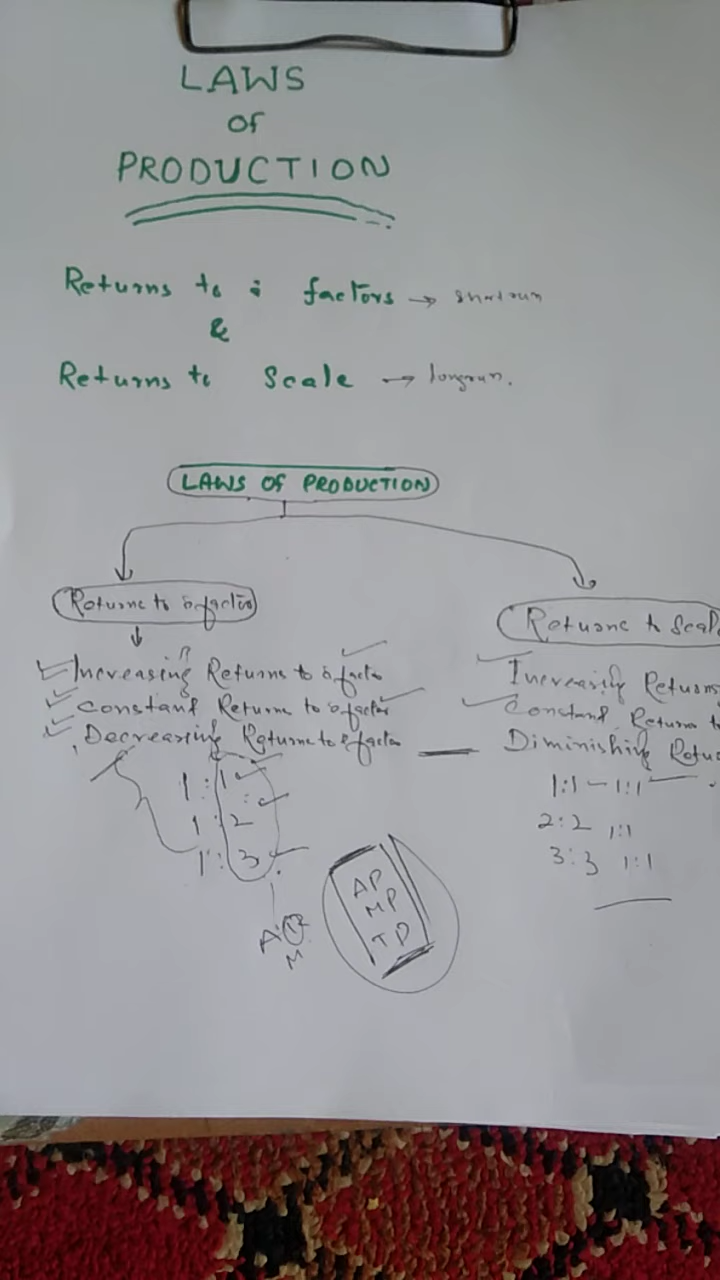 LAWS
OF
PRODUCTION
Returns to a factors → shortrun
&
Returns to Scale → longrun.
LAWS OF PRODUCTION
Returns to a factor
Increasing Returns to a factor
Constant Returns to a factor
Decreasing Returns to a factor
1:1
1:2
1:3
A
M
AP
MP
TP
Returns to Scal
Increasing Returns
Constant Returns to
Diminishing Retu
1:1 – 1:1
2:2 1:1
3:3 1:1